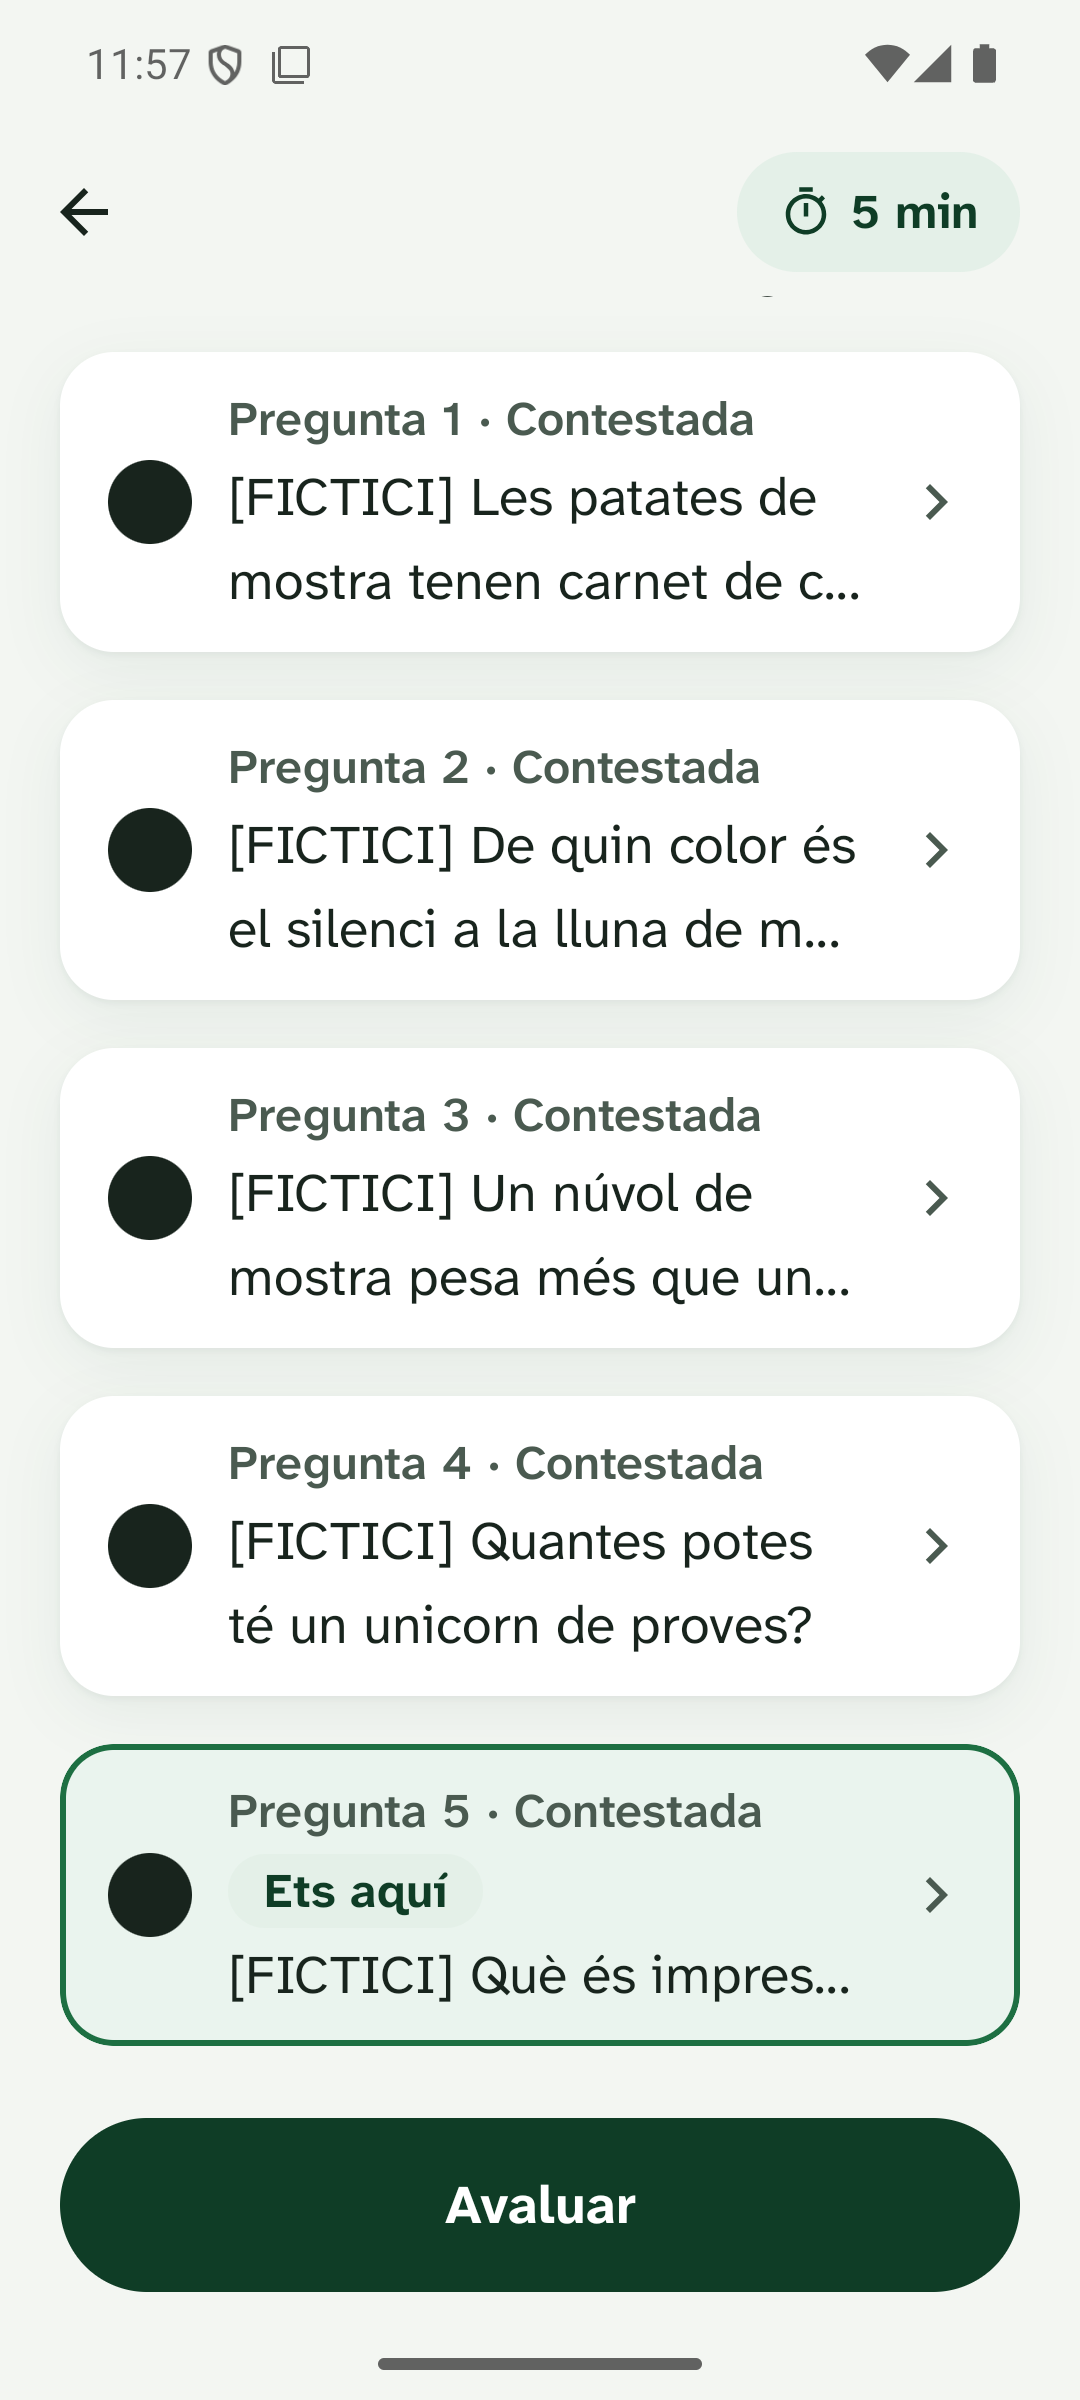 11:57
5 min
Pregunta 1 · Contestada
[FICTICI] Les patates de
mostra tenen carnet de c...
Pregunta 2 · Contestada
[FICTICI] De quin color és
el silenci a la lluna de m...
Pregunta 3 · Contestada
[FICTICI] Un núvol de
mostra pesa més que un...
Pregunta 4 · Contestada
[FICTICI] Quantes potes
té un unicorn de proves?
Pregunta 5 · Contestada
Ets aquí
[FICTICI] Què és impres...
Avaluar